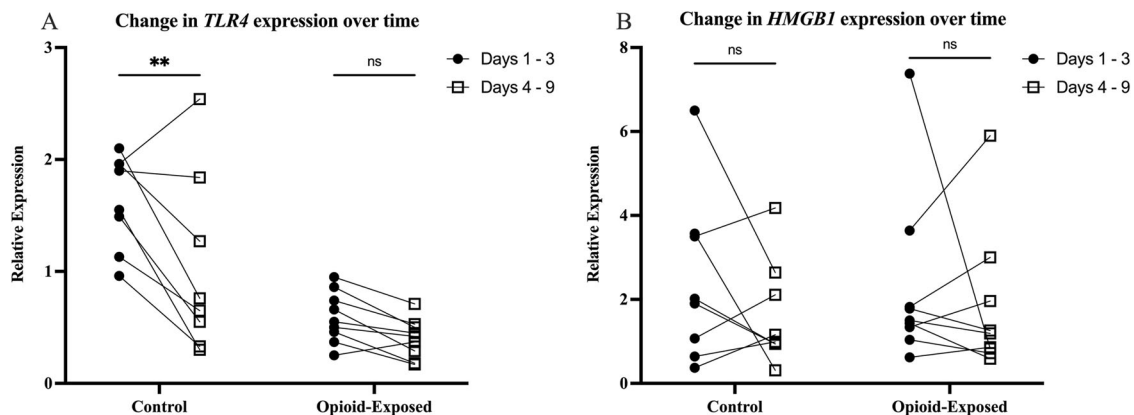 A
Change in TLR4 expression over time
3
2
1
0
Relative Expression
**
ns
Days 1 - 3
Days 4 - 9
Control
Opioid-Exposed
B
Change in HMGB1 expression over time
8
6
4
2
0
Relative Expression
ns
ns
Days 1 - 3
Days 4 - 9
Control
Opioid-Exposed